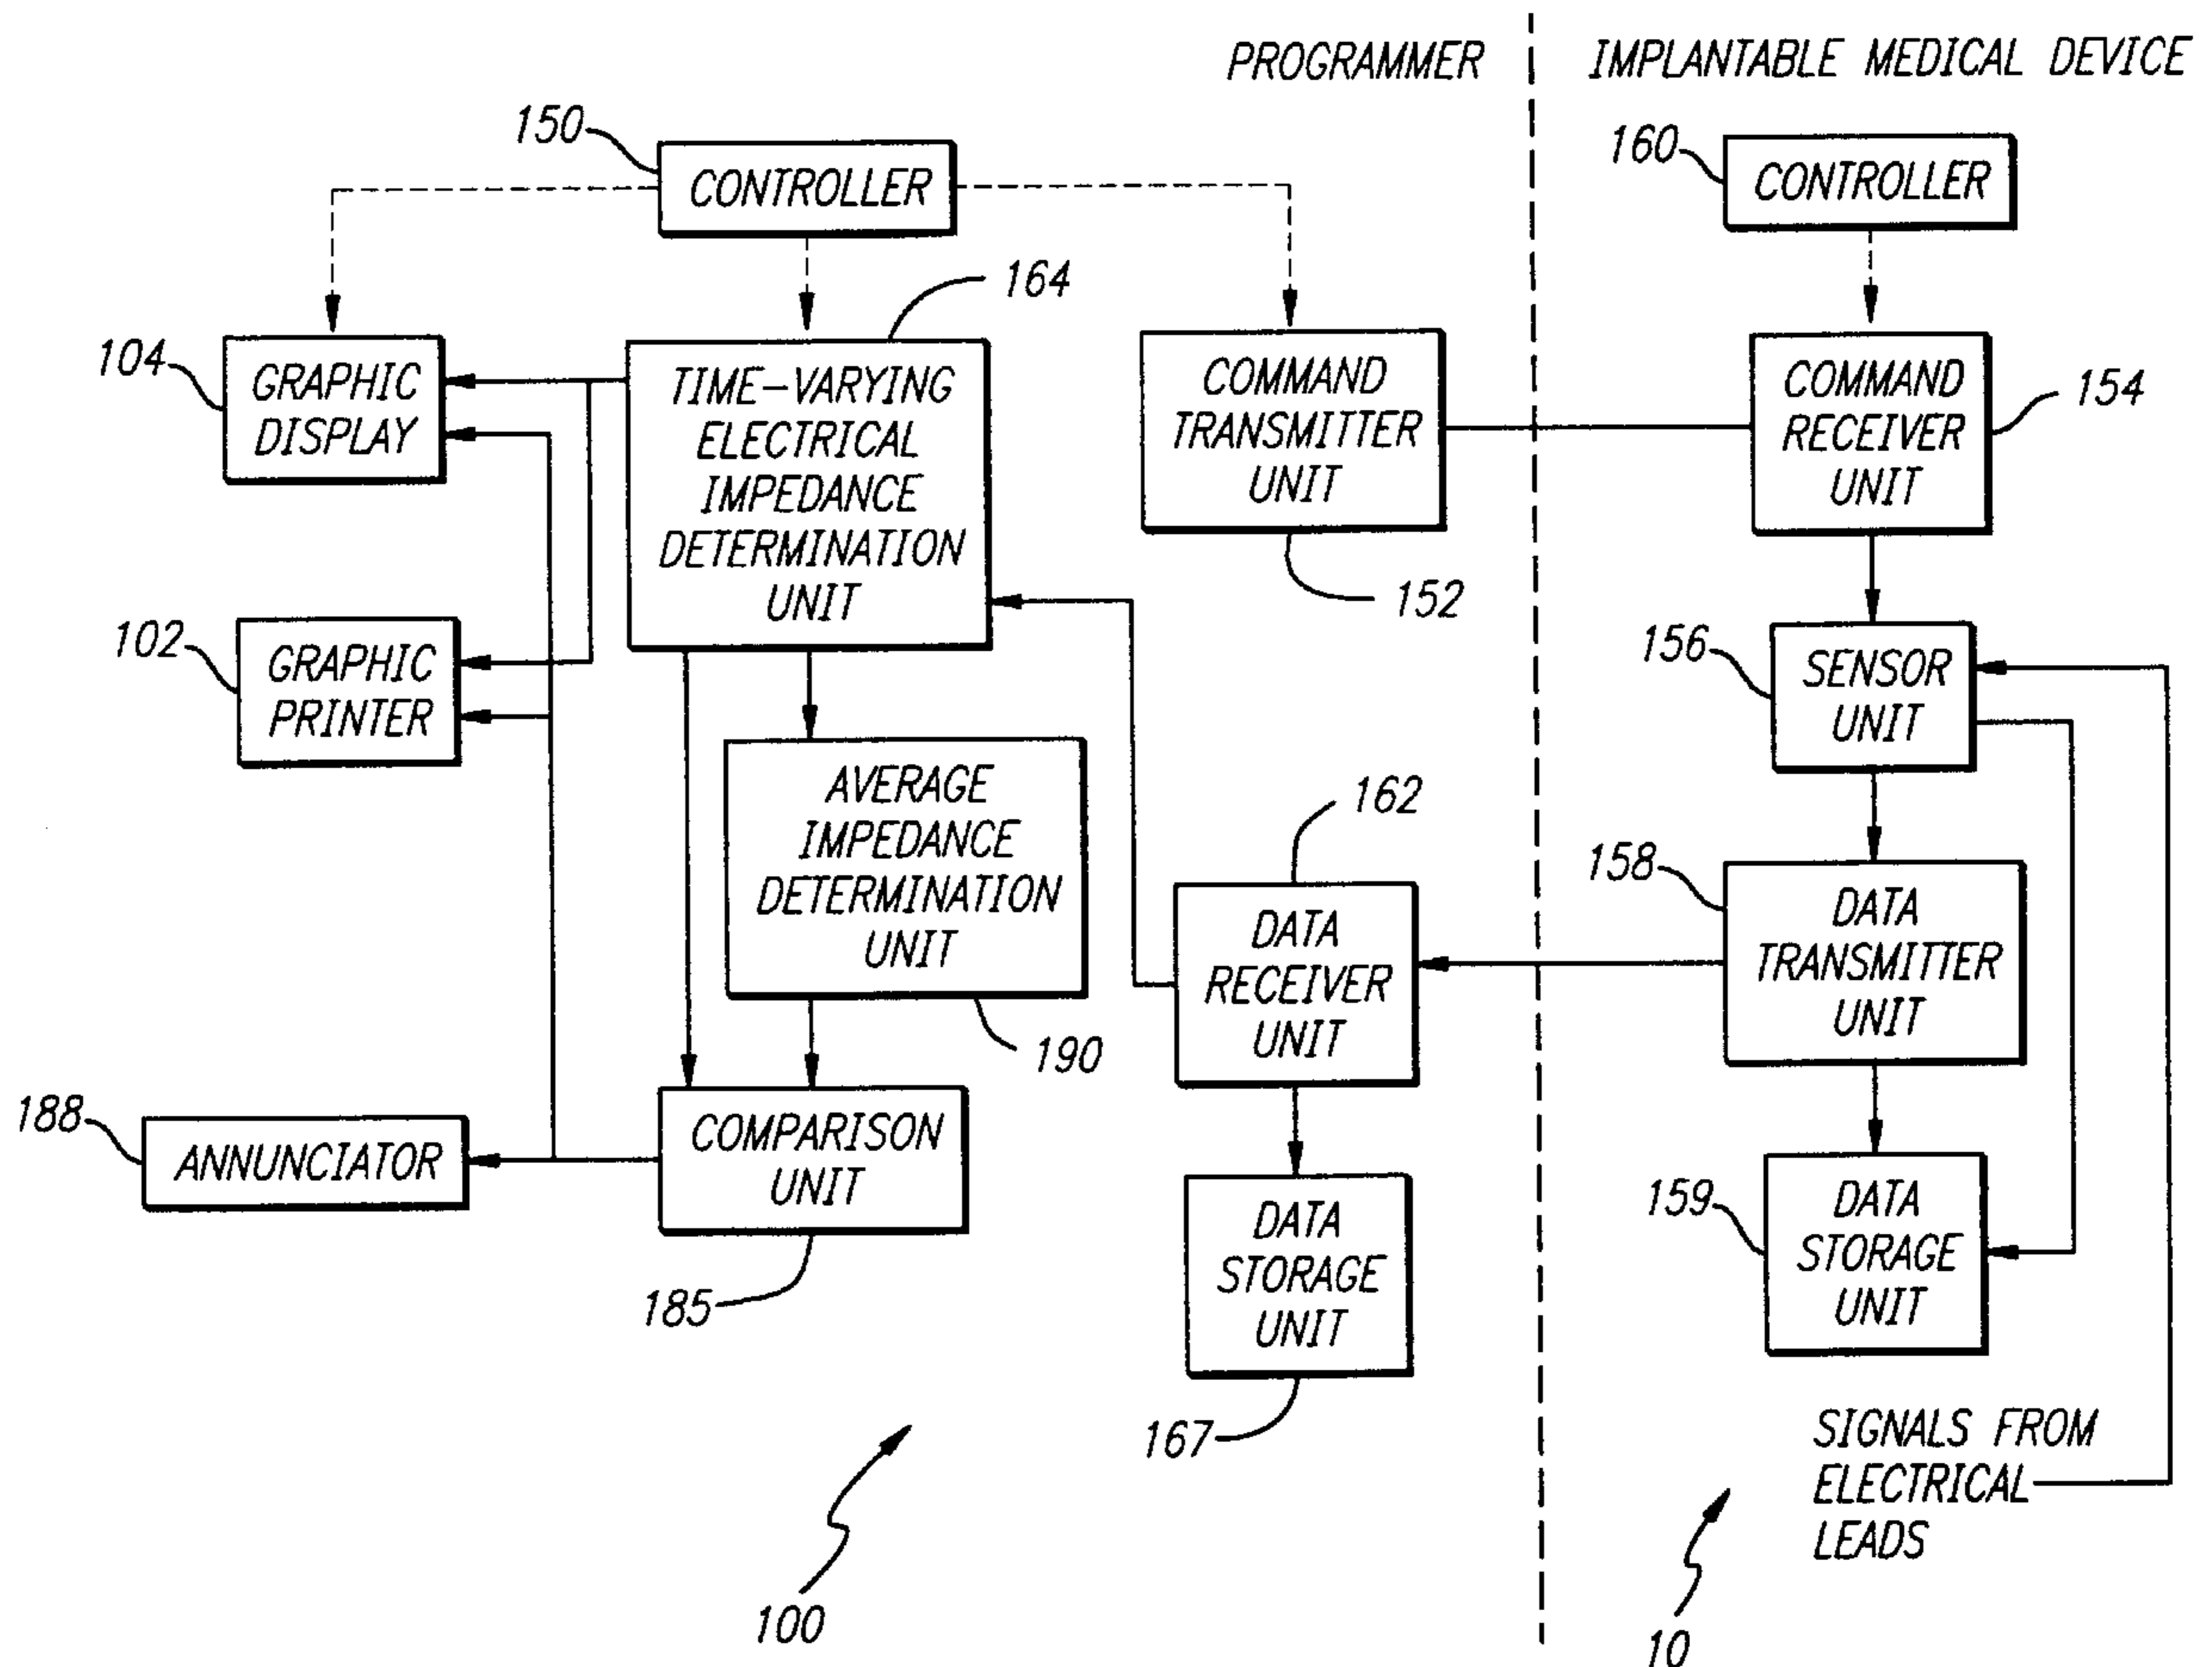 PROGRAMMER
IMPLANTABLE MEDICAL DEVICE
150
CONTROLLER
160
CONTROLLER
164
104
GRAPHIC
DISPLAY
TIME-VARYING
ELECTRICAL
IMPEDANCE
DETERMINATION
UNIT
COMMAND
TRANSMITTER
UNIT
152
COMMAND
RECEIVER
UNIT
154
102
GRAPHIC
PRINTER
156
SENSOR
UNIT
AVERAGE
IMPEDANCE
DETERMINATION
UNIT
190
162
DATA
RECEIVER
UNIT
158
DATA
TRANSMITTER
UNIT
188
ANNUNCIATOR
COMPARISON
UNIT
185
DATA
STORAGE
UNIT
167
159
DATA
STORAGE
UNIT
SIGNALS FROM
ELECTRICAL
LEADS
100
10